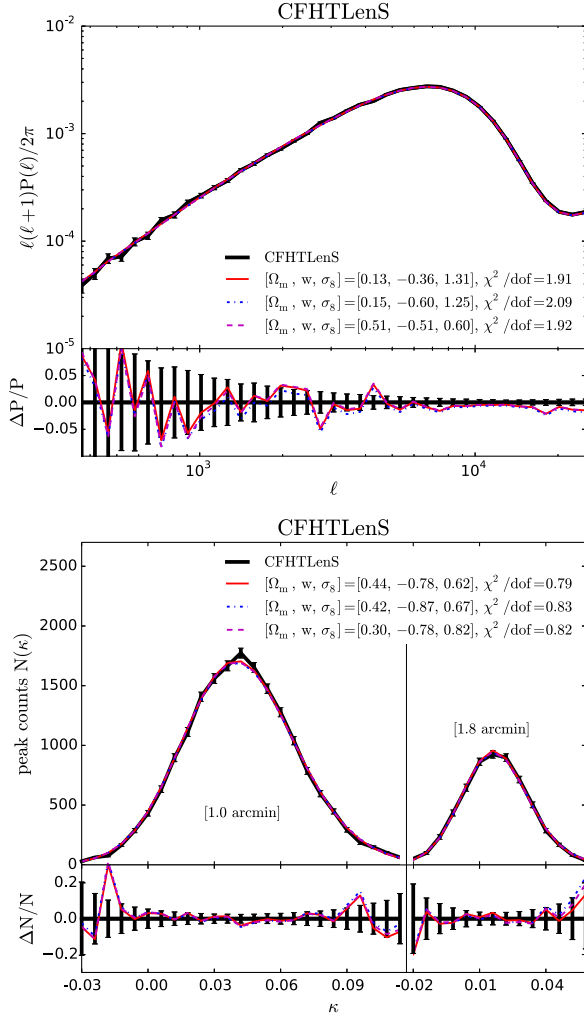 CFHTLenS
10⁻²
10⁻³
10⁻⁴
10⁻⁵
ℓ(ℓ+1)P(ℓ)/2π
CFHTLenS
[Ωm , w, σ8]=[0.13, −0.36, 1.31], χ² /dof=1.91
[Ωm , w, σ8]=[0.15, −0.60, 1.25], χ² /dof=2.09
[Ωm , w, σ8]=[0.51, −0.51, 0.60], χ² /dof=1.92
0.05
0.00
−0.05
ΔP/P
10³
10⁴
ℓ
CFHTLenS
2500
2000
1500
1000
500
0
peak counts N(κ)
CFHTLenS
[Ωm , w, σ8]=[0.44, −0.78, 0.62], χ² /dof=0.79
[Ωm , w, σ8]=[0.42, −0.87, 0.67], χ² /dof=0.83
[Ωm , w, σ8]=[0.30, −0.78, 0.82], χ² /dof=0.82
[1.8 arcmin]
[1.0 arcmin]
0.2
0.0
−0.2
ΔN/N
-0.03 0.00 0.03 0.06 0.09 -0.02 0.01 0.04
κ